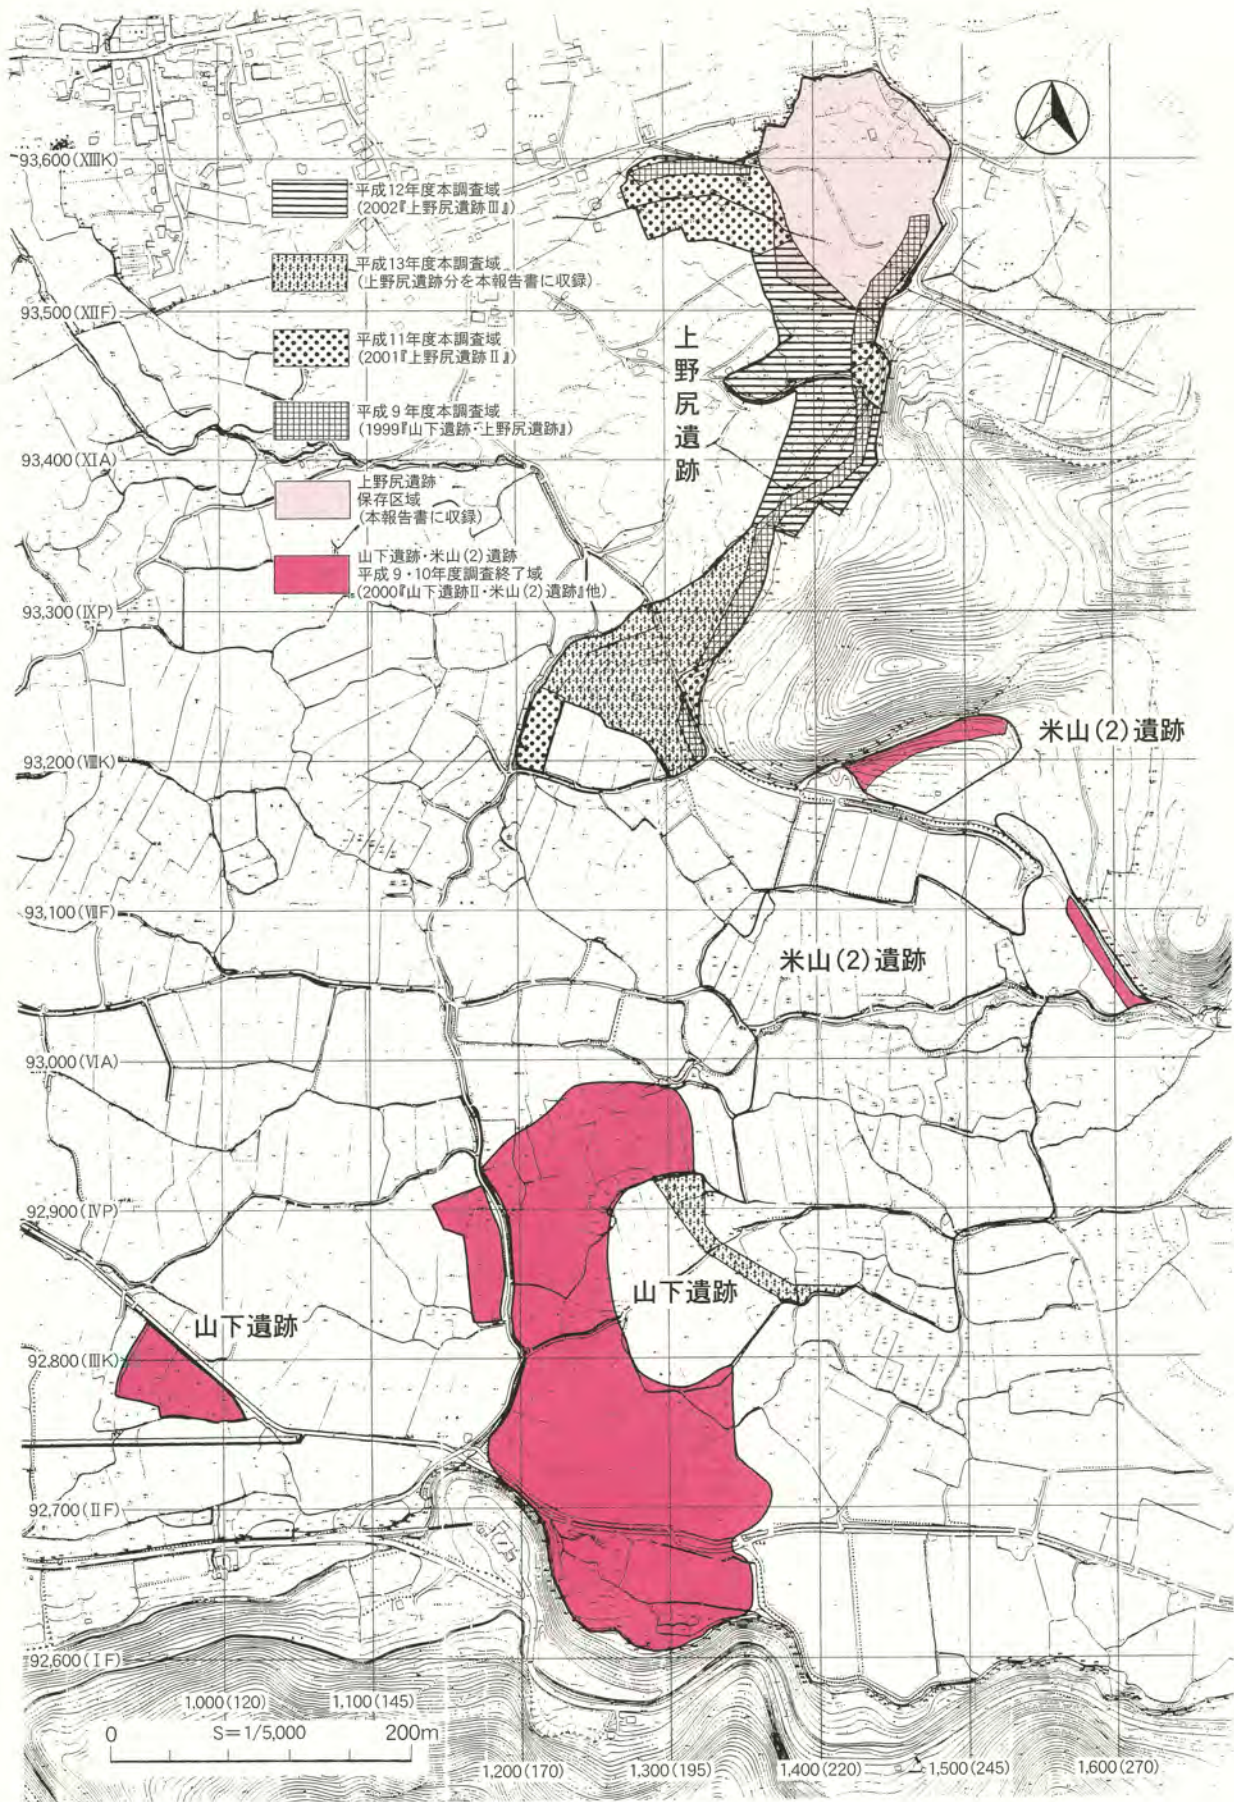 93,600(XIIIK)
平成12年度本調査域
(2002『上野尻遺跡Ⅲ』)
平成13年度本調査域
(上野尻遺跡分を本報告書に収録)
93,500(XIIF)
平成11年度本調査域
(2001『上野尻遺跡Ⅱ』)
上野尻遺跡
平成9年度本調査域
(1999『山下遺跡・上野尻遺跡』)
93,400(XIA)
上野尻遺跡
保存区域
(本報告書に収録)
山下遺跡・米山(2)遺跡
平成9・10年度調査終了域
(2000『山下遺跡Ⅱ・米山(2)遺跡』他)
93,300(IXP)
米山(2)遺跡
93,200(VIIIK)
93,100(VIIF)
米山(2)遺跡
93,000(VIA)
92,900(IVP)
山下遺跡
山下遺跡
92,800(IIIK)
92,700(IIF)
92,600(IF)
1,000(120)
1,100(145)
0 S=1/5,000 200m
1,200(170)
1,300(195)
1,400(220)
1,500(245)
1,600(270)